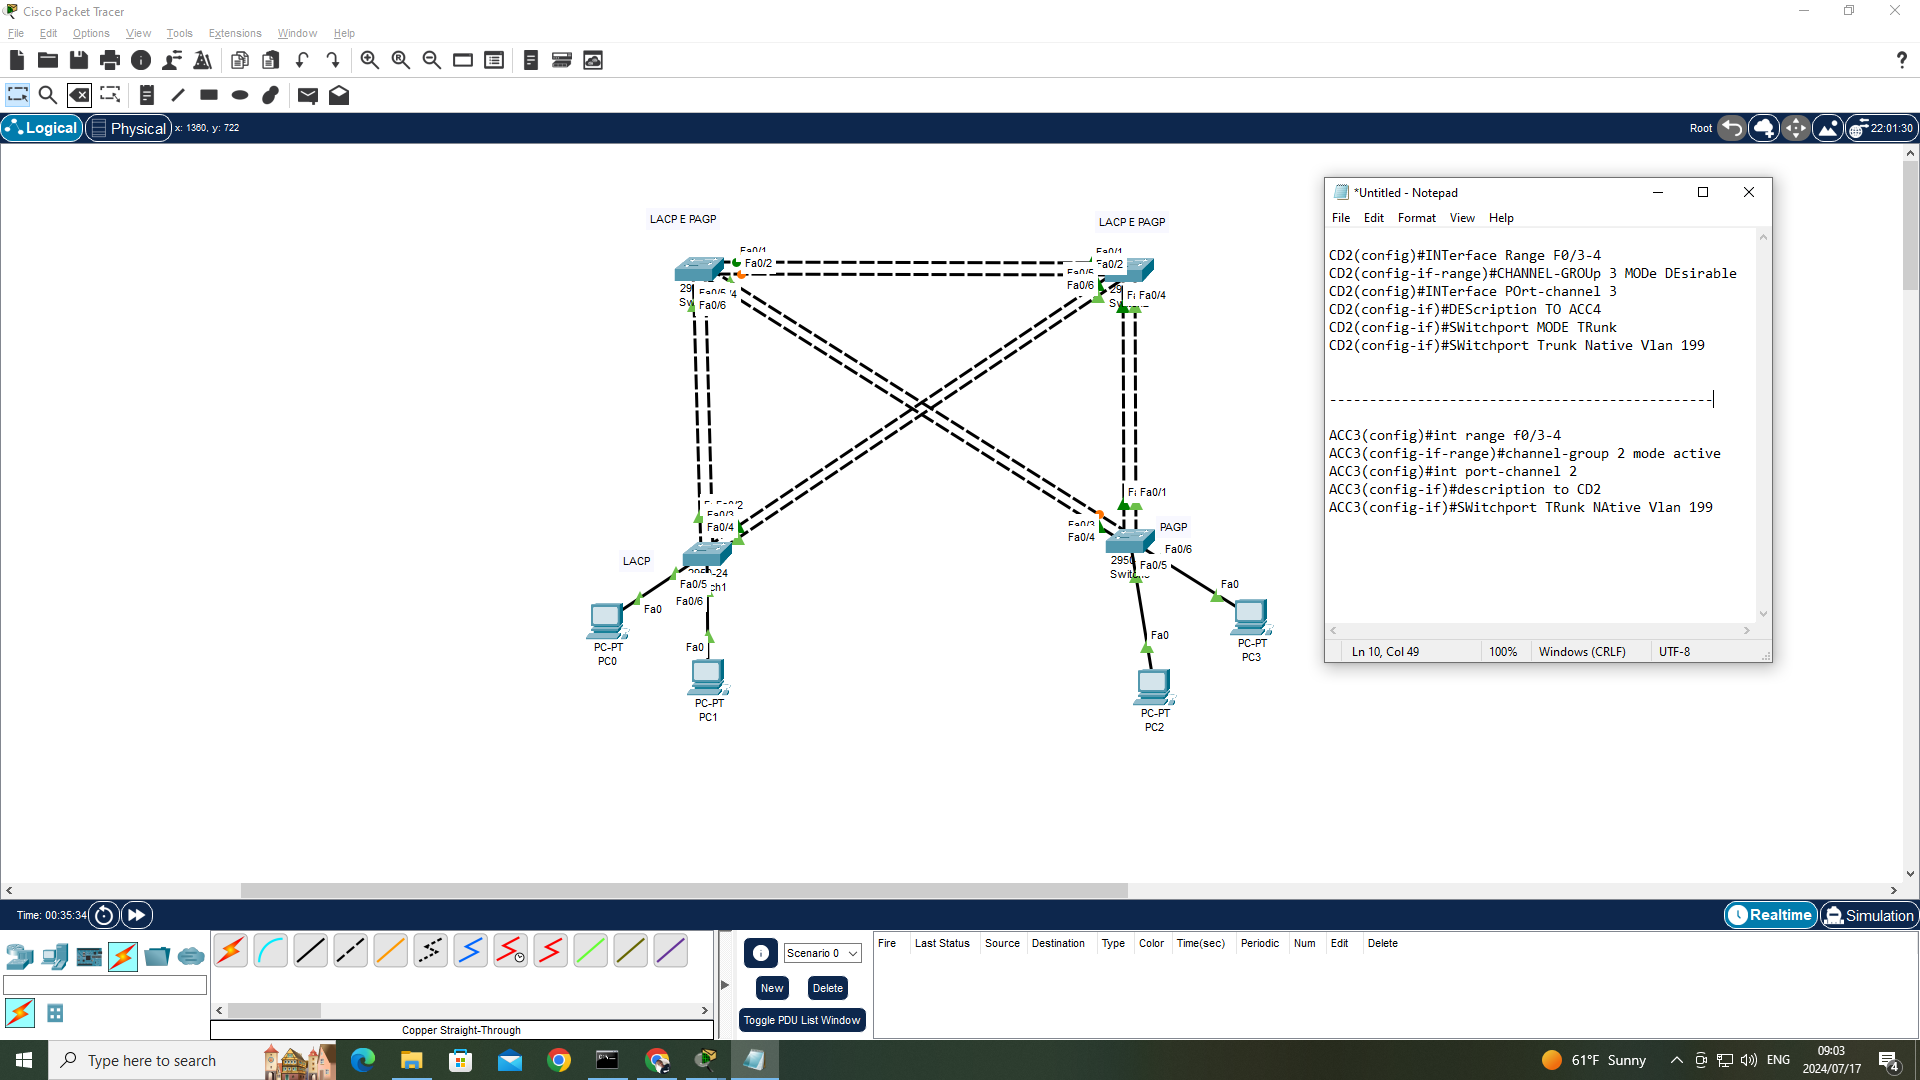 Cisco Packet Tracer
File Edit Options View Tools Extensions Window Help
Logical Physical x: 1360, y: 722
Root 22:01:30
LACP E PAGP
LACP E PAGP
Fa0/1
Fa0/2
Fa0/6
Fa0/1
Fa0/2
Fa0/5
Fa0/6
Fa0/4
Fa0/3
Fa0/4
LACP
Fa0/5
Fa0/6
Fa0
PC-PT
PC0
Fa0
PC-PT
PC1
Fa0/1
PAGP
Fa0/3
Fa0/4
Fa0/6
Fa0/5
Fa0
PC-PT
PC3
Fa0
PC-PT
PC2
*Untitled - Notepad
File Edit Format View Help
CD2(config)#INTerface Range F0/3-4
CD2(config-if-range)#CHANNEL-GROUp 3 MODe DEsirable
CD2(config)#INTerface POrt-channel 3
CD2(config-if)#DEScription TO ACC4
CD2(config-if)#SWitchport MODE TRunk
CD2(config-if)#SWitchport Trunk Native Vlan 199
------------------------------------------------
ACC3(config)#int range f0/3-4
ACC3(config-if-range)#channel-group 2 mode active
ACC3(config)#int port-channel 2
ACC3(config-if)#description to CD2
ACC3(config-if)#SWitchport TRunk NAtive Vlan 199
Ln 10, Col 49 100% Windows (CRLF) UTF-8
Time: 00:35:34
Realtime Simulation
Scenario 0
New Delete
Toggle PDU List Window
Fire Last Status Source Destination Type Color Time(sec) Periodic Num Edit Delete
Copper Straight-Through
Type here to search
61°F Sunny
ENG
09:03
2024/07/17
4